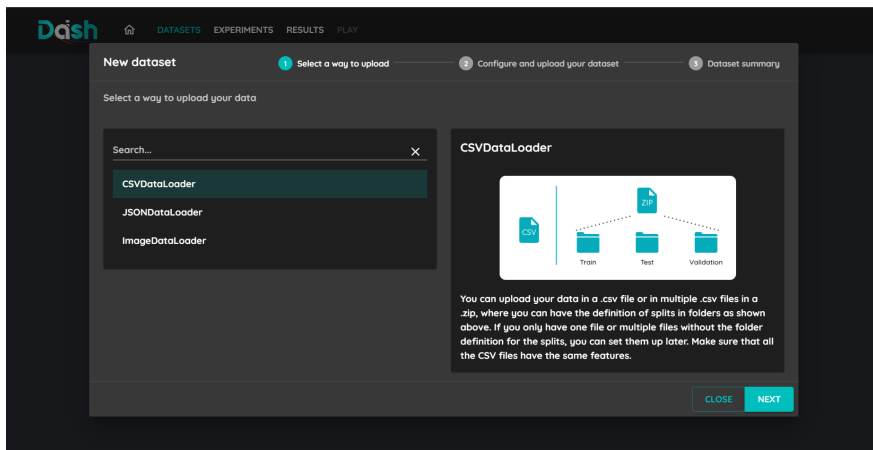 Dash
DATASETS EXPERIMENTS RESULTS PLAY
New dataset
1 Select a way to upload
2 Configure and upload your dataset
3 Dataset summary
Select a way to upload your data
Search...
CSVDataLoader
JSONDataLoader
ImageDataLoader
CSVDataLoader
CSV
ZIP
Train Test Validation
You can upload your data in a .csv file or in multiple .csv files in a
.zip, where you can have the definition of splits in folders as shown
above. If you only have one file or multiple files without the folder
definition for the splits, you can set them up later. Make sure that all
the CSV files have the same features.
CLOSE NEXT